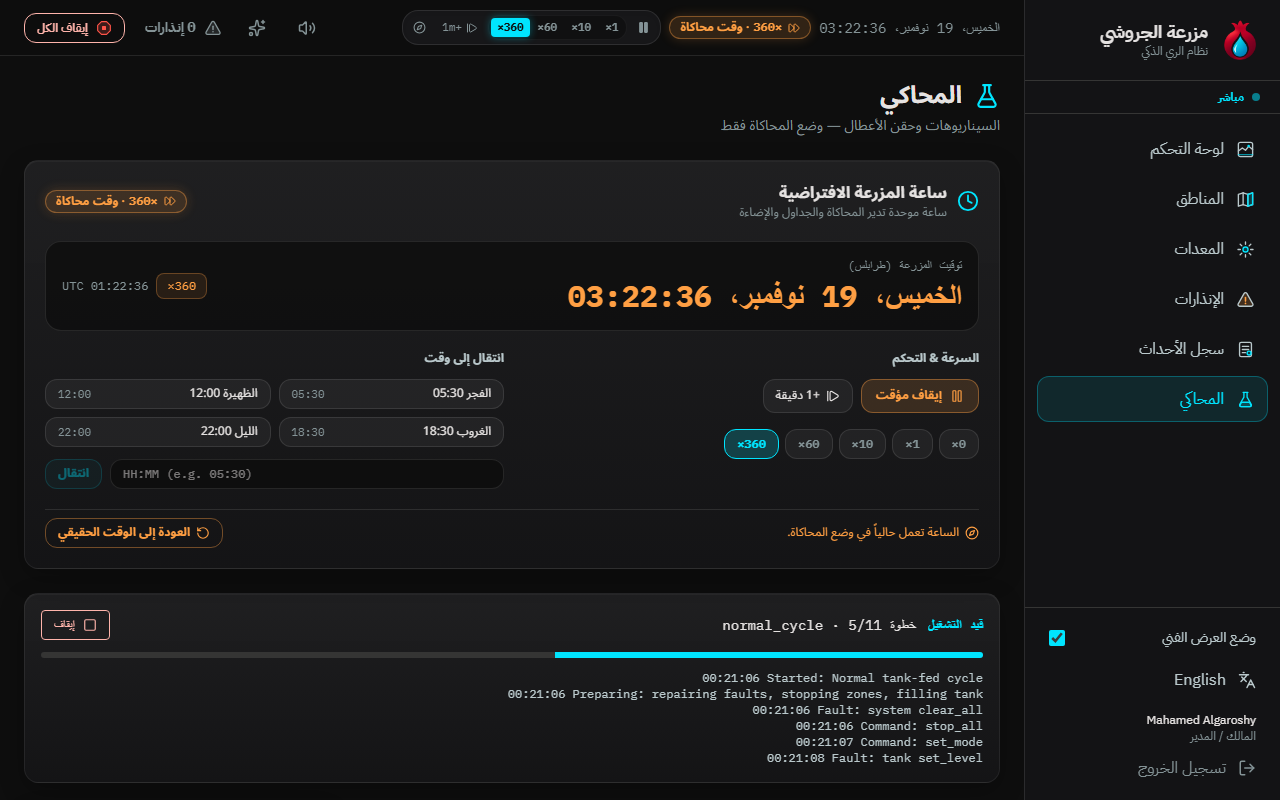 مزرعة الجروشي
نظام الري الذكي
مباشر
لوحة التحكم
المناطق
المعدات
الإنذارات
سجل الأحداث
المحاكي
وضع العرض الفني
English
Mahamed Algaroshy
المالك / المدير
تسجيل الخروج
الخميس، 19 نوفمبر، 03:22:36
360× · وقت محاكاة
×1 ×10 ×60 ×360
1m+
0 إنذارات
إيقاف الكل
المحاكي
السيناريوهات وحقن الأعطال — وضع المحاكاة فقط
ساعة المزرعة الافتراضية
ساعة موحدة تدير المحاكاة والجداول والإضاءة
360× · وقت محاكاة
توقيت المزرعة (طرابلس)
الخميس، 19 نوفمبر، 03:22:36
×360
UTC 01:22:36
السرعة & التحكم
إيقاف مؤقت
+1 دقيقة
×0 ×1 ×10 ×60 ×360
انتقال إلى وقت
الفجر 05:30 05:30
الظهيرة 12:00 12:00
الغروب 18:30 18:30
الليل 22:00 22:00
HH:MM (e.g. 05:30)
انتقال
الساعة تعمل حالياً في وضع المحاكاة.
العودة إلى الوقت الحقيقي
قيد التشغيل خطوة 5/11 · normal_cycle
إيقاف
00:21:06 Started: Normal tank-fed cycle
00:21:06 Preparing: repairing faults, stopping zones, filling tank
00:21:06 Fault: system clear_all
00:21:06 Command: stop_all
00:21:07 Command: set_mode
00:21:08 Fault: tank set_level